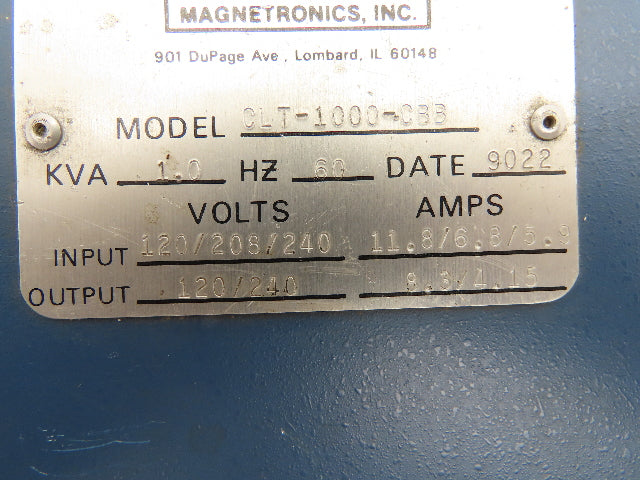 MAGNETRONICS, INC.
901 DuPage Ave., Lombard, IL 60148
MODEL CLT-1000-CBB
KVA 1.0 HZ 60 DATE 9022
VOLTS AMPS
INPUT 120/208/240 11.8/6.8/5.9
OUTPUT 120/240 8.3/4.15